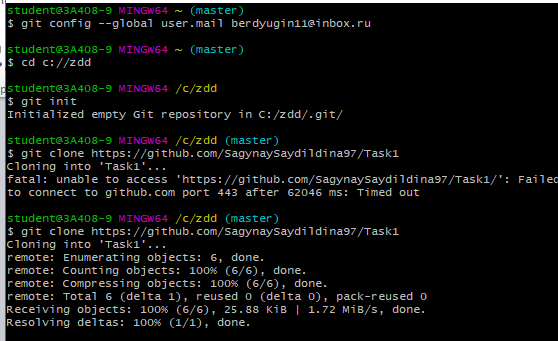 student@3A408-9 MINGW64 ~ (master)
$ git config --global user.mail berdyugin11@inbox.ru
student@3A408-9 MINGW64 ~ (master)
$ cd c://zdd
student@3A408-9 MINGW64 /c/zdd
$ git init
Initialized empty Git repository in C:/zdd/.git/
student@3A408-9 MINGW64 /c/zdd (master)
$ git clone https://github.com/SagynaySaydildina97/Task1
Cloning into 'Task1'...
fatal: unable to access 'https://github.com/SagynaySaydildina97/Task1/': Failed
to connect to github.com port 443 after 62046 ms: Timed out
student@3A408-9 MINGW64 /c/zdd (master)
$ git clone https://github.com/SagynaySaydildina97/Task1
Cloning into 'Task1'...
remote: Enumerating objects: 6, done.
remote: Counting objects: 100% (6/6), done.
remote: Compressing objects: 100% (6/6), done.
remote: Total 6 (delta 1), reused 0 (delta 0), pack-reused 0
Receiving objects: 100% (6/6), 25.88 KiB | 1.72 MiB/s, done.
Resolving deltas: 100% (1/1), done.